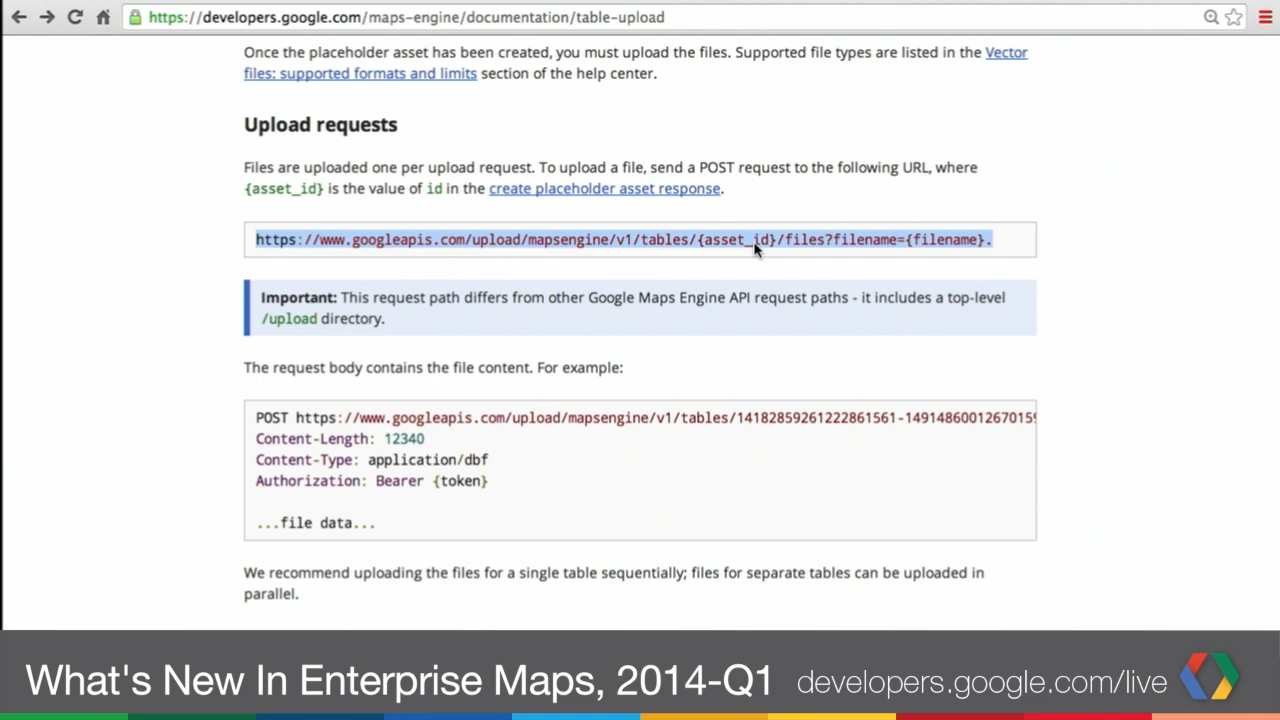 https://developers.google.com/maps-engine/documentation/table-upload
Once the placeholder asset has been created, you must upload the files. Supported file types are listed in the Vector
files: supported formats and limits section of the help center.
Upload requests
Files are uploaded one per upload request. To upload a file, send a POST request to the following URL, where
{asset_id} is the value of id in the create placeholder asset response.
https://www.googleapis.com/upload/mapsengine/v1/tables/{asset_id}/files?filename={filename}.
Important: This request path differs from other Google Maps Engine API request paths - it includes a top-level
/upload directory.
The request body contains the file content. For example:
POST https://www.googleapis.com/upload/mapsengine/v1/tables/14182859261222861561-1491486001267015
Content-Length: 12340
Content-Type: application/dbf
Authorization: Bearer {token}
...file data...
We recommend uploading the files for a single table sequentially; files for separate tables can be uploaded in
parallel.
What's New In Enterprise Maps, 2014-Q1
developers.google.com/live